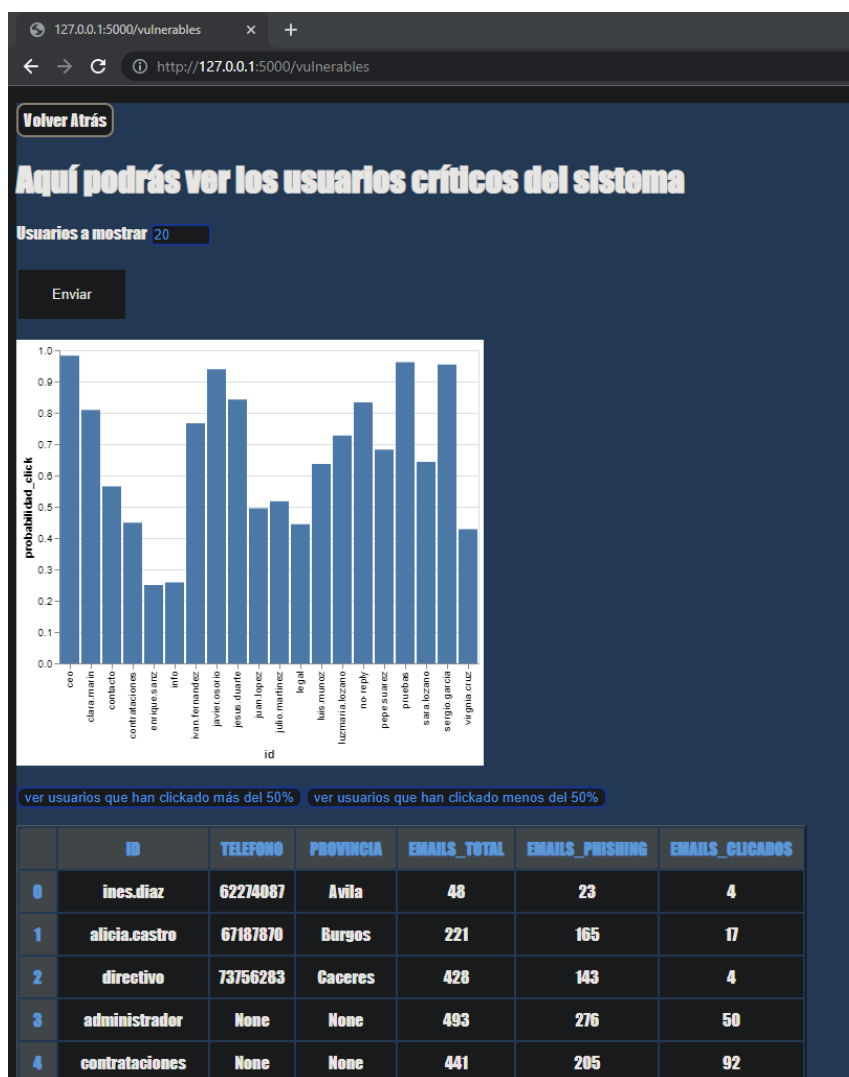 127.0.0.1:5000/vulnerables
http://127.0.0.1:5000/vulnerables
Volver Atrás
Aquí podrás ver los usuarios críticos del sistema
Usuarios a mostrar 20
Enviar
1.0
0.9
0.8
0.7
0.6
0.5
0.4
0.3
0.2
0.1
0.0
probabilidad_click
ceo
clara.marin
contacto
contrataciones
enrique.sanz
info
ivan.fernandez
javier.osorio
jesus.duarte
juan.lopez
julio.martinez
legal
luis.munoz
luzmaria.lozano
no-reply
pepe.suarez
pruebas
sara.lozano
sergio.garcia
virgnia.cruz
id
ver usuarios que han clickado más del 50% ver usuarios que han clickado menos del 50%
ID TELEFONO PROVINCIA EMAILS_TOTAL EMAILS_PHISHING EMAILS_CLICADOS
0 ines.diaz 62274087 Avila 48 23 4
1 alicia.castro 67187870 Burgos 221 165 17
2 directivo 73756283 Caceres 428 143 4
3 administrador None None 493 276 50
4 contrataciones None None 441 205 92